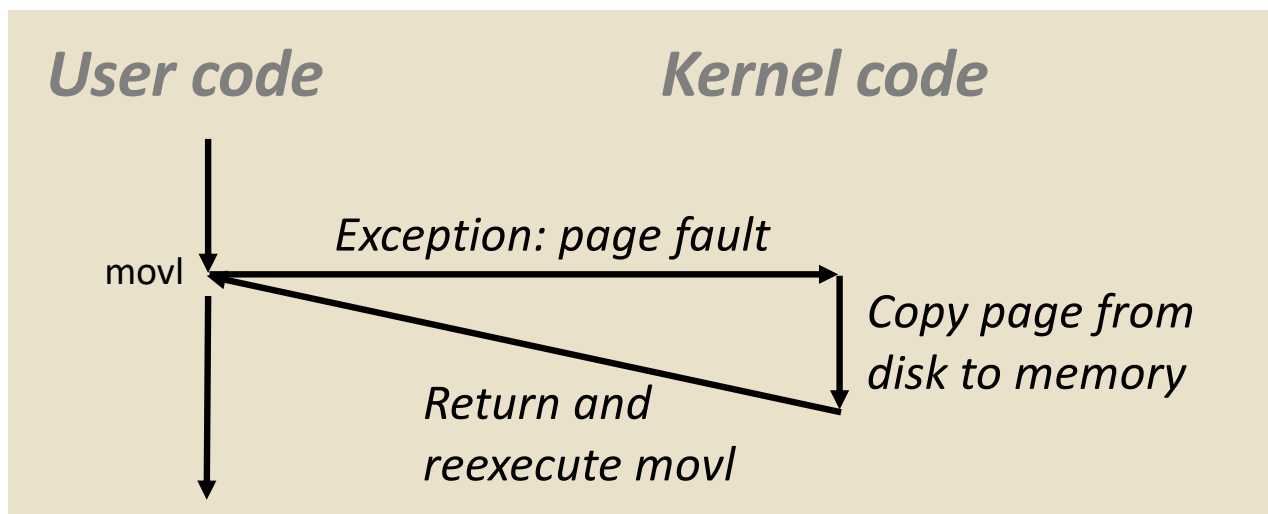 User code
Kernel code
Exception: page fault
movl
Copy page from
disk to memory
Return and
reexecute movl